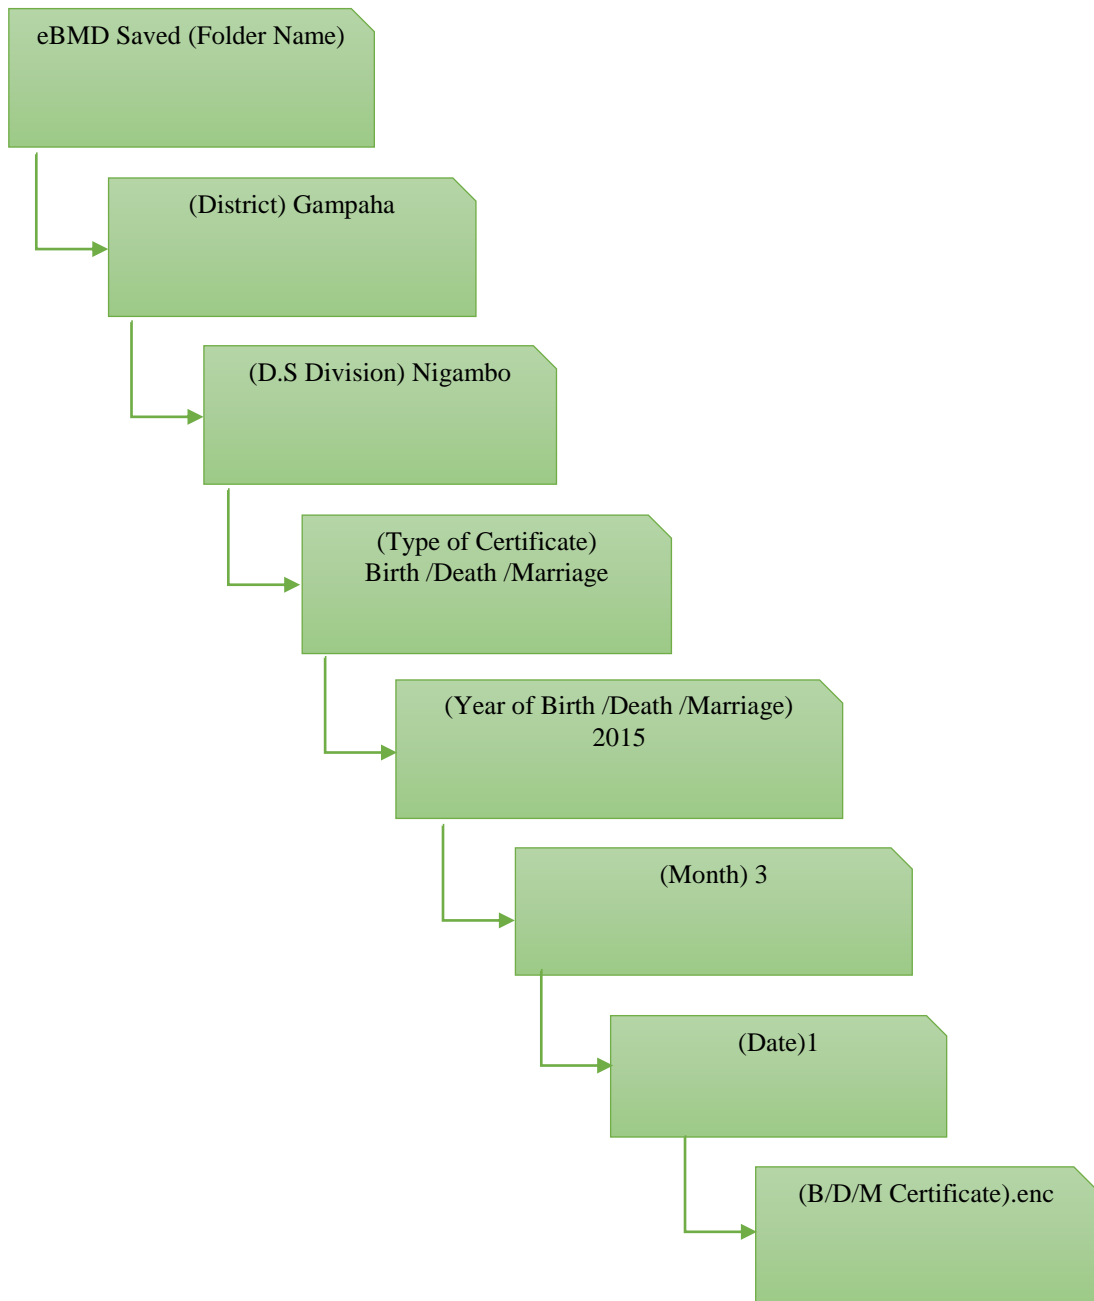 eBMD Saved (Folder Name)
(District) Gampaha
(D.S Division) Nigambo
(Type of Certificate)
Birth /Death /Marriage
(Year of Birth /Death /Marriage)
2015
(Month) 3
(Date)1
(B/D/M Certificate).enc